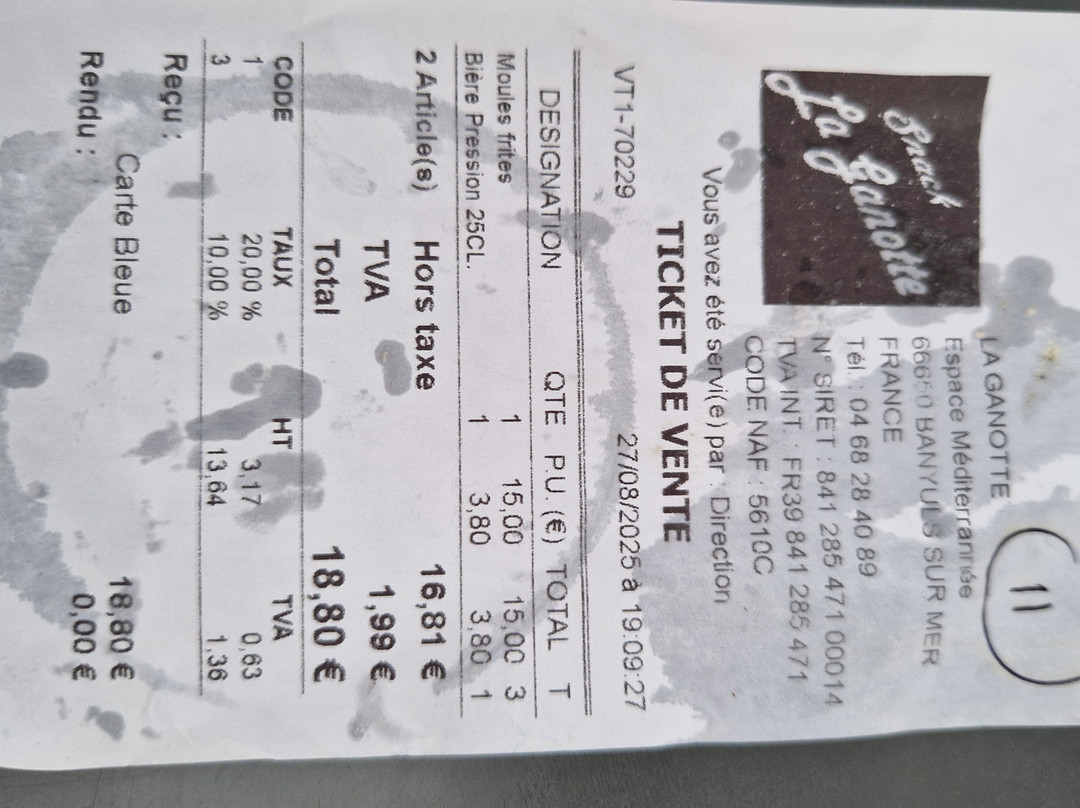 Snack
La Ganotte
LA GANOTTE
Espace Méditerrannée
66650 BANYULS SUR MER
FRANCE
Tél. : 04 68 28 40 89
N° SIRET : 841 285 471 00014
TVA INT. : FR39 841 285 471
CODE NAF : 5610C
11
Vous avez été servi(e) par : Direction
TICKET DE VENTE
VT1-70229 27/08/2025 à 19:09:27
DESIGNATION QTE P.U. (€) TOTAL T
Moules frites 1 15,00 15,00 3
Bière Pression 25CL. 1 3,80 3,80 1
2 Article(s) Hors taxe 16,81 €
TVA 1,99 €
Total 18,80 €
CODE TAUX HT TVA
1 20,00 % 3,17 0,63
3 10,00 % 13,64 1,36
Reçu :
Carte Bleue 18,80 €
Rendu : 0,00 €